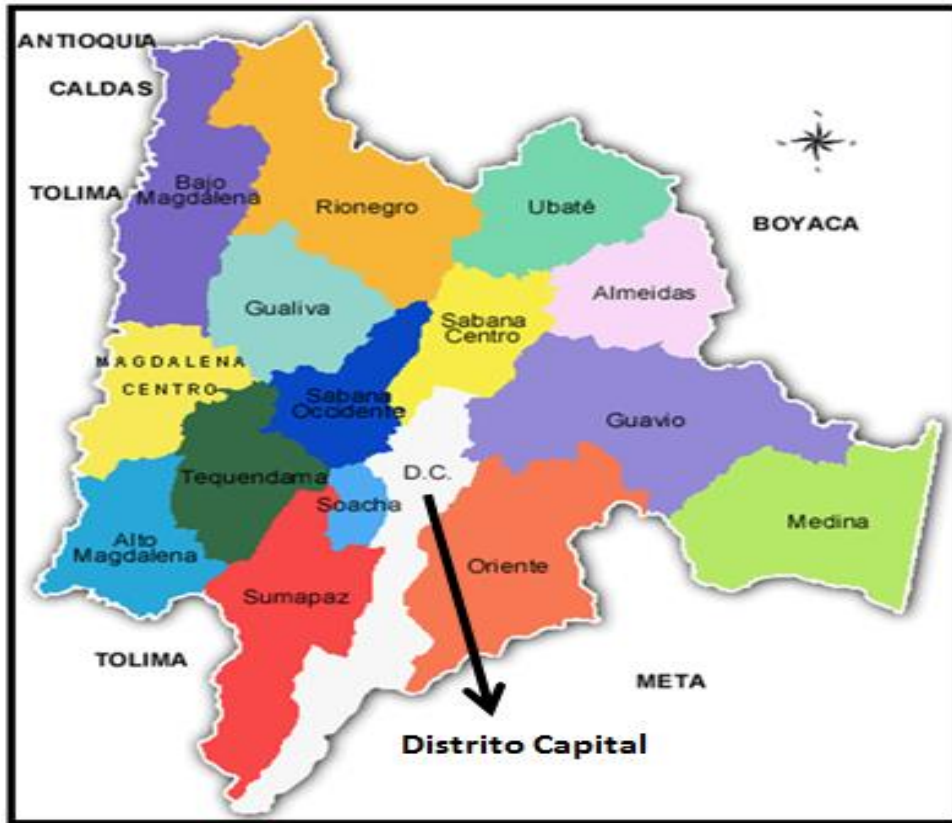 ANTIOQUIA
CALDAS
TOLIMA
Bajo
Magdalena
Rionegro
Ubaté
BOYACA
Gualiva
Sabana
Centro
Almeidas
MAGDALENA
CENTRO
Sabana
Occidente
Guavio
Tequendama
D.C.
Soacha
Medina
Alto
Magdalena
Oriente
Sumapaz
TOLIMA
META
Distrito Capital